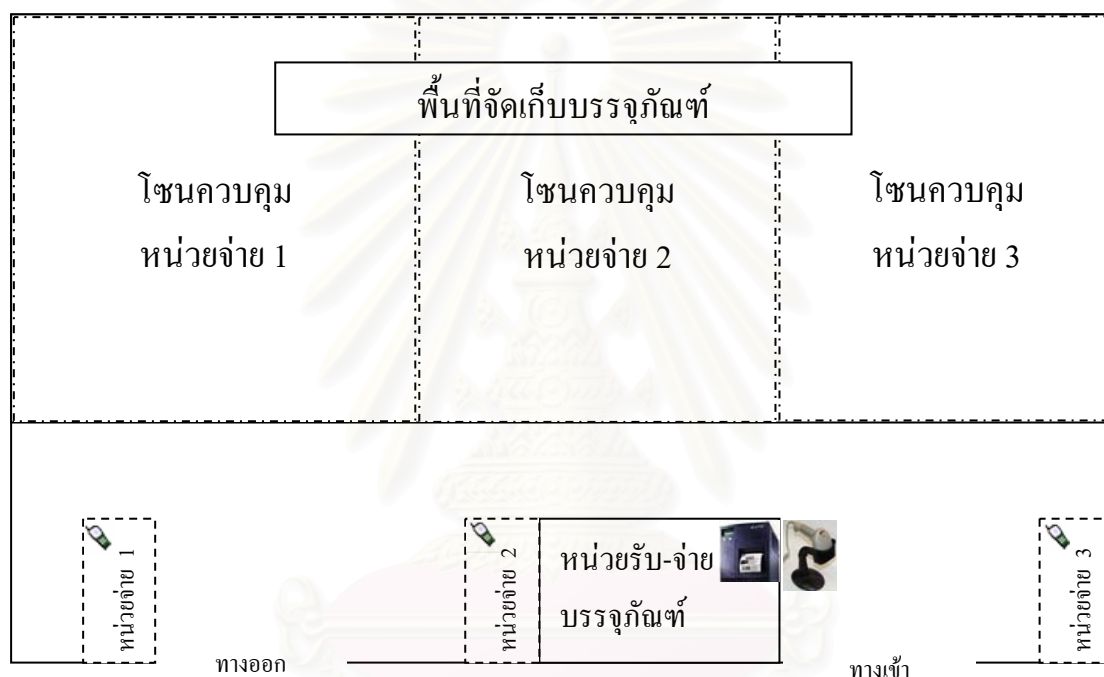 พื้นที่จัดเก็บบรรจุภัณฑ์
โซนควบคุม
หน่วยจ่าย 1
โซนควบคุม
หน่วยจ่าย 2
โซนควบคุม
หน่วยจ่าย 3
หน่วยจ่าย 1
หน่วยจ่าย 2
หน่วยรับ-จ่าย
บรรจุภัณฑ์
หน่วยจ่าย 3
ทางออก
ทางเข้า